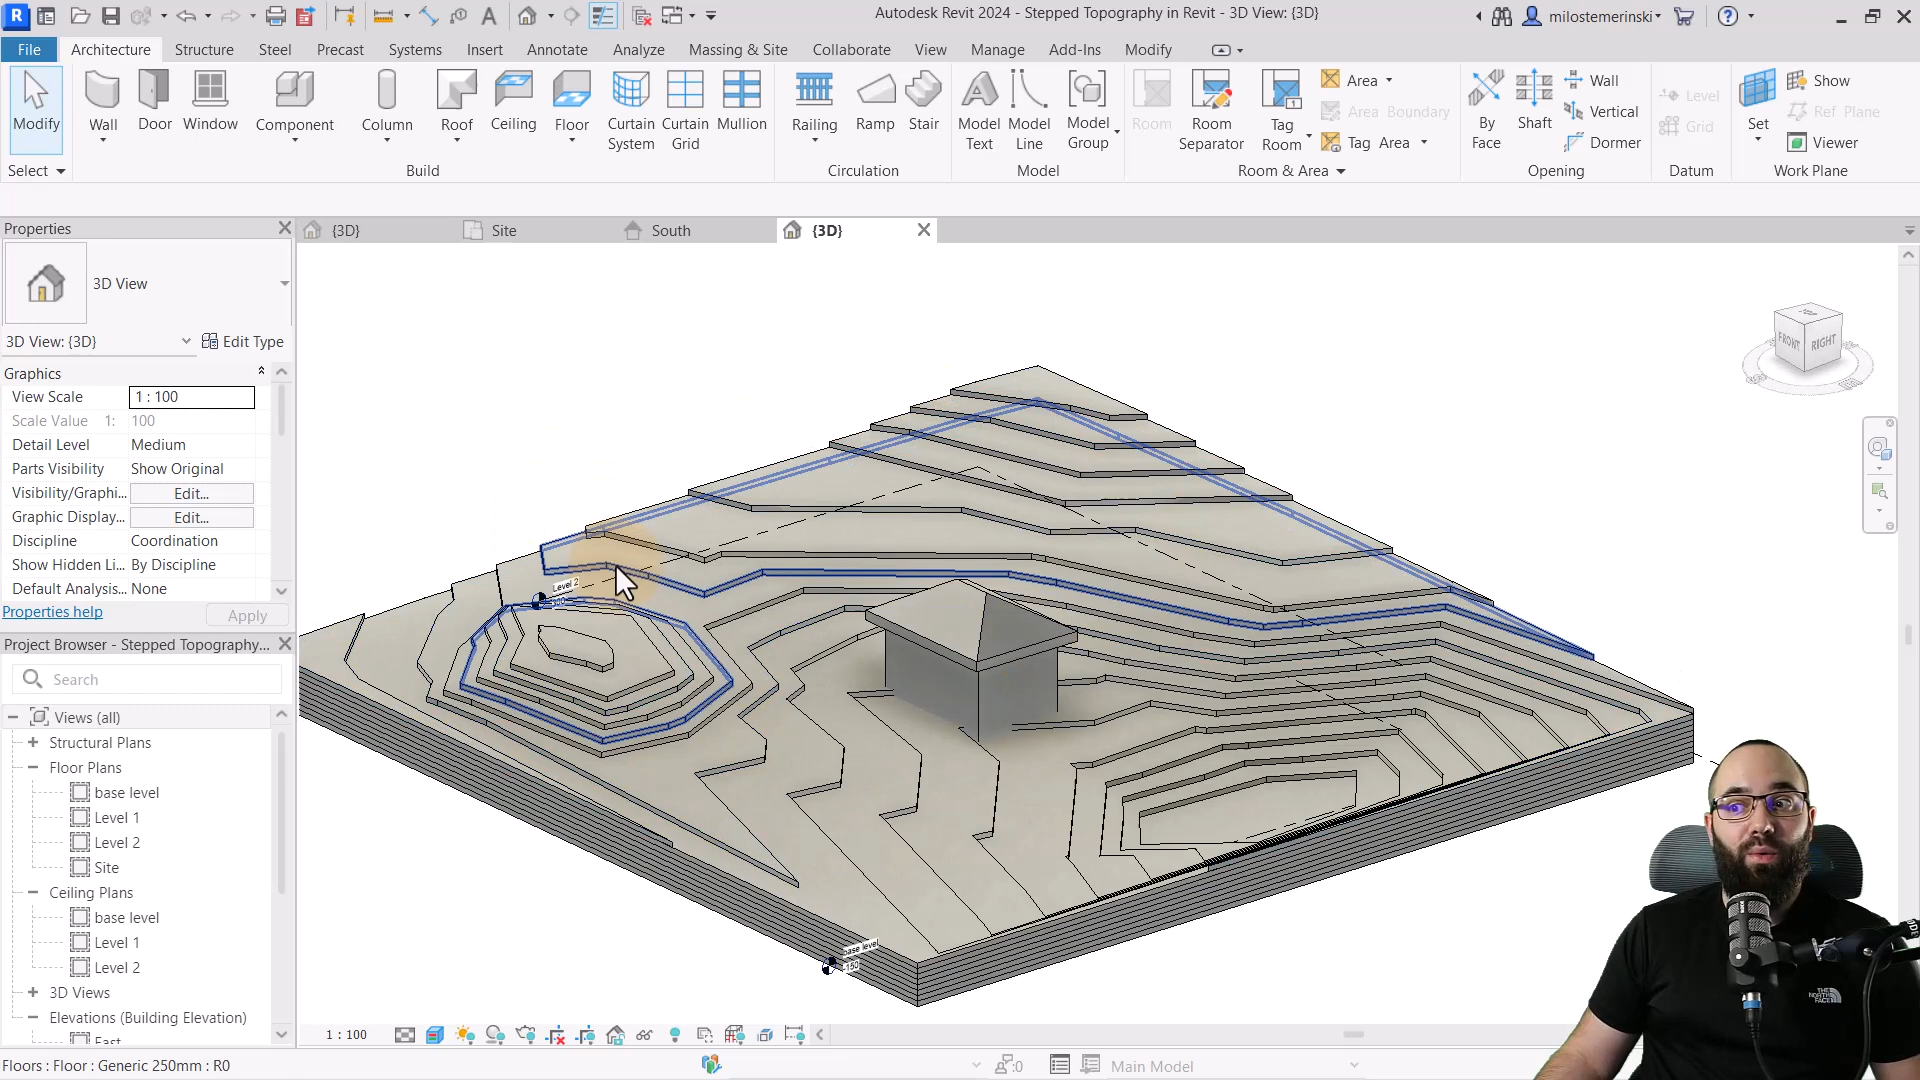 Autodesk Revit 2024 - Stepped Topography in Revit - 3D View: {3D}
milostemerinski
File Architecture Structure Steel Precast Systems Insert Annotate Analyze Massing & Site Collaborate View Manage Add-Ins Modify
Modify
Wall
Door
Window
Component
Column
Roof
Ceiling
Floor
Curtain System
Curtain Grid
Mullion
Railing
Ramp
Stair
Model Text
Model Line
Model Group
Room
Room Separator
Tag Room
Area
Area Boundary
Tag Area
By Face
Shaft
Wall
Vertical
Dormer
Level
Grid
Set
Show
Ref Plane
Viewer
Select
Build
Circulation
Model
Room & Area
Opening
Datum
Work Plane
Properties
{3D}
Site
South
{3D}
3D View
3D View: {3D}
Edit Type
Graphics
View Scale 1 : 100
Scale Value 1: 100
Detail Level Medium
Parts Visibility Show Original
Visibility/Graphi... Edit...
Graphic Display... Edit...
Discipline Coordination
Show Hidden Li... By Discipline
Default Analysis... None
Properties help
Apply
Project Browser - Stepped Topography...
Search
Views (all)
Structural Plans
Floor Plans
base level
Level 1
Level 2
Site
Ceiling Plans
base level
Level 1
Level 2
3D Views
Elevations (Building Elevation)
East
TOP
FRONT
RIGHT
Level 2
base level
-150
THE NORTH FACE
1 : 100
Floors : Floor : Generic 250mm : R0
:0
Main Model